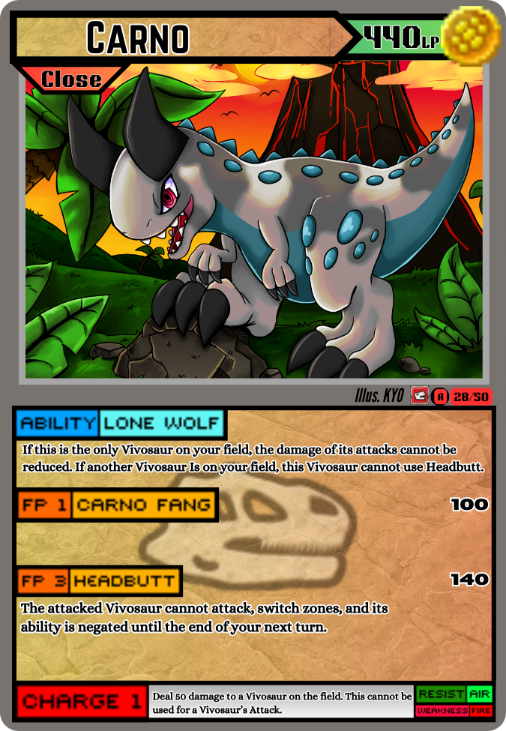 CARNO
440LP
Close
Illus. KYO A 28/50
ABILITY LONE WOLF
If this is the only Vivosaur on your field, the damage of its attacks cannot be
reduced. If another Vivosaur Is on your field, this Vivosaur cannot use Headbutt.
FP 1 CARNO FANG 100
FP 3 HEADBUTT 140
The attacked Vivosaur cannot attack, switch zones, and its
ability is negated until the end of your next turn.
CHARGE 1
Deal 50 damage to a Vivosaur on the field. This cannot be
used for a Vivosaur's Attack.
RESIST AIR
WEAKNESS FIRE